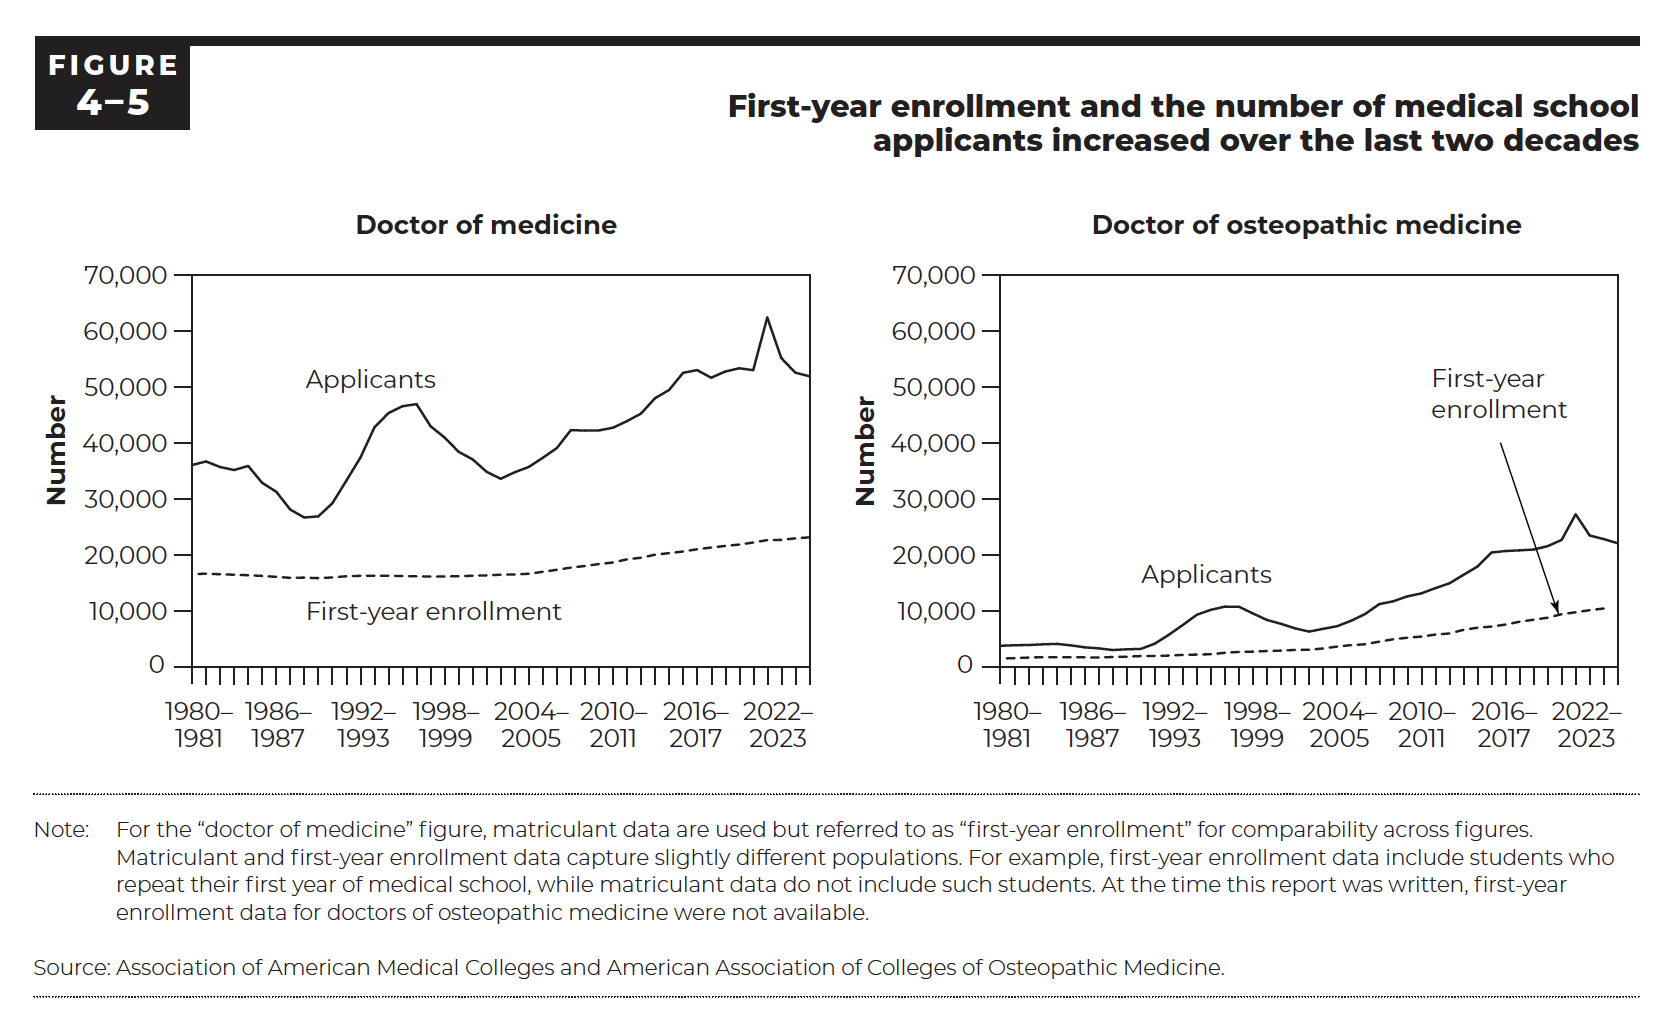 FIGURE
4–5
First-year enrollment and the number of medical school
applicants increased over the last two decades
Doctor of medicine
70,000
60,000
50,000
40,000
30,000
20,000
10,000
0
Number
Applicants
First-year enrollment
1980– 1986– 1992– 1998– 2004– 2010– 2016– 2022–
1981 1987 1993 1999 2005 2011 2017 2023
Doctor of osteopathic medicine
70,000
60,000
50,000
40,000
30,000
20,000
10,000
0
Number
First-year
enrollment
Applicants
1980– 1986– 1992– 1998– 2004– 2010– 2016– 2022–
1981 1987 1993 1999 2005 2011 2017 2023
Note: For the “doctor of medicine” figure, matriculant data are used but referred to as “first-year enrollment” for comparability across figures.
Matriculant and first-year enrollment data capture slightly different populations. For example, first-year enrollment data include students who
repeat their first year of medical school, while matriculant data do not include such students. At the time this report was written, first-year
enrollment data for doctors of osteopathic medicine were not available.
Source: Association of American Medical Colleges and American Association of Colleges of Osteopathic Medicine.